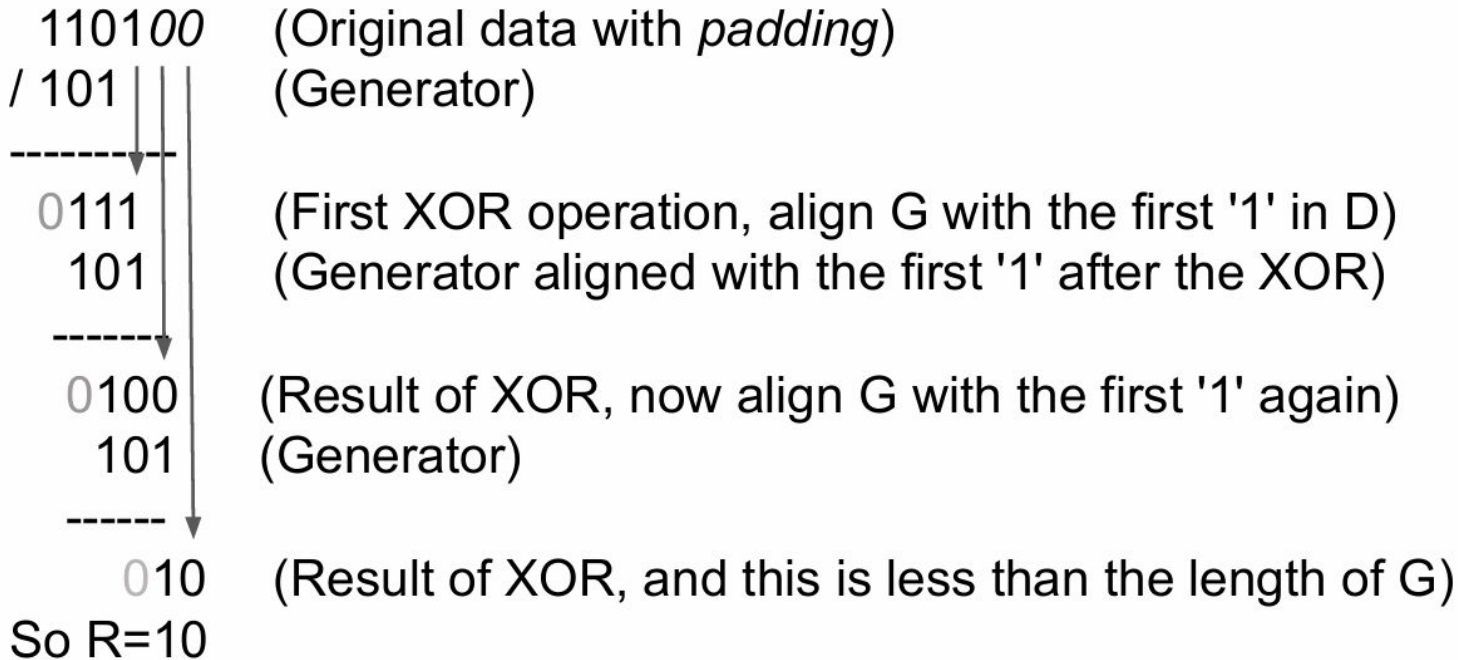 110100 (Original data with padding)
/ 101 (Generator)
---------
0111 (First XOR operation, align G with the first '1' in D)
101 (Generator aligned with the first '1' after the XOR)
-------
0100 (Result of XOR, now align G with the first '1' again)
101 (Generator)
------
010 (Result of XOR, and this is less than the length of G)
So R=10